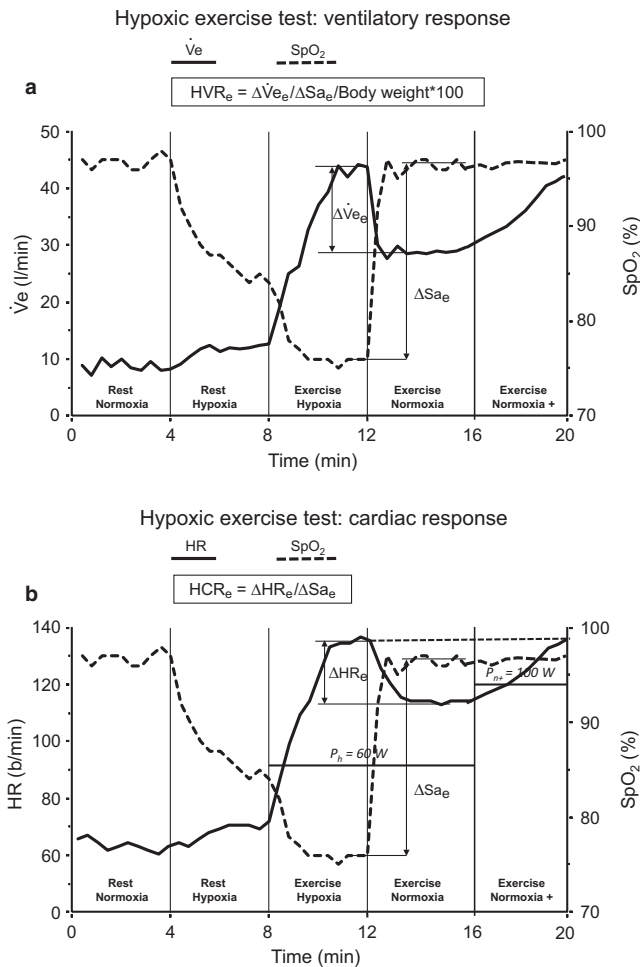 Hypoxic exercise test: ventilatory response
V̇e SpO₂
a
HVRₑ = ΔV̇eₑ/ΔSaₑ/Body weight*100
50
40
30
20
10
0
V̇e (l/min)
100
95
90
85
80
75
70
SpO₂ (%)
ΔV̇eₑ
ΔSaₑ
Rest Normoxia
Rest Hypoxia
Exercise Hypoxia
Exercise Normoxia
Exercise Normoxia +
0 4 8 12 16 20
Time (min)
Hypoxic exercise test: cardiac response
HR SpO₂
b
HCRₑ = ΔHRₑ/ΔSaₑ
140
120
100
80
60
0
HR (b/min)
100
90
80
70
SpO₂ (%)
ΔHRₑ
Pₙ₊ = 100 W
Pₕ = 60 W
ΔSaₑ
Rest Normoxia
Rest Hypoxia
Exercise Hypoxia
Exercise Normoxia
Exercise Normoxia +
0 4 8 12 16 20
Time (min)